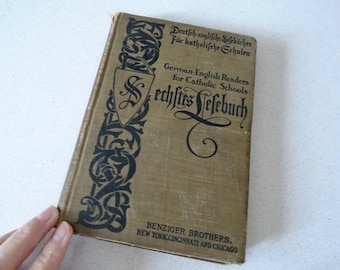 Deutsch-englische Lesebücher
Für katholische Schulen
German-English Readers
for Catholic Schools
Sechstes Lesebuch
BENZIGER BROTHERS.
NEW YORK, CINCINNATI AND CHICAGO